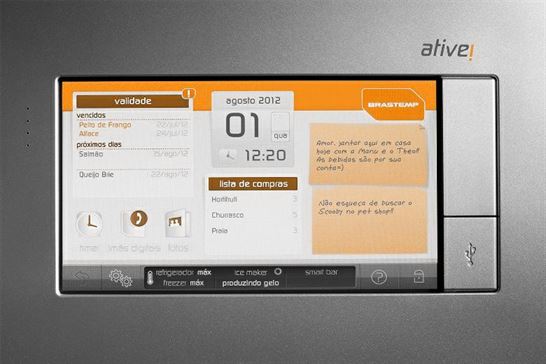 ative!
validade
!
vencidos
Peito de Frango 22/jul/12
Alface 24/jul/12
próximos dias
Salmão 15/ago/12
Queijo Brie 22/ago/12
timer
ímãs digitais
fotos
agosto 2012
01
qua
12:20
lista de compras
Hortifruti 3
Churrasco 5
Praia 3
BRASTEMP
Amor, jantar aqui em casa
hoje com a Manu e o Theo!!
As bebidas são por sua
conta=)
Não esqueça de buscar o
Scooby no pet shop!!
refrigerador máx
freezer máx
ice maker
produzindo gelo
smart bar
?